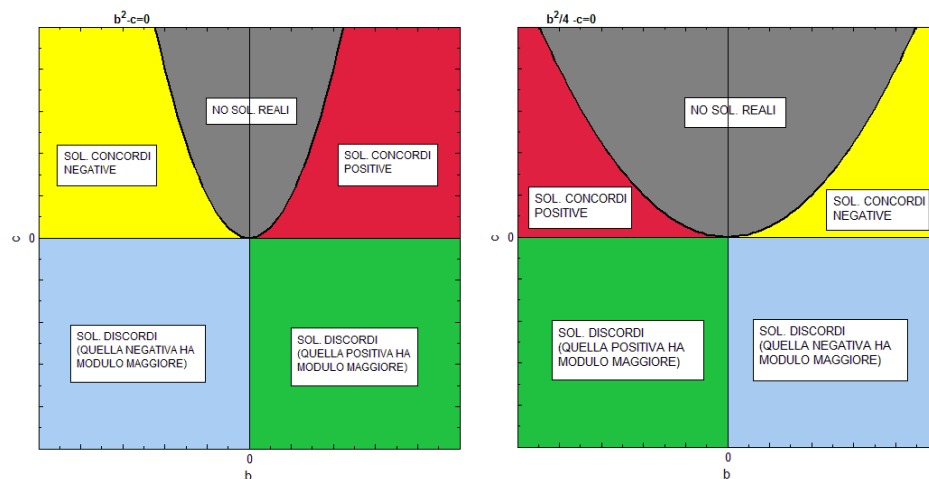 b²-c=0
NO SOL. REALI
SOL. CONCORDI
NEGATIVE
SOL. CONCORDI
POSITIVE
c
0
SOL. DISCORDI
(QUELLA NEGATIVA HA
MODULO MAGGIORE)
SOL. DISCORDI
(QUELLA POSITIVA HA
MODULO MAGGIORE)
0
b
b²/4 -c=0
NO SOL. REALI
SOL. CONCORDI
POSITIVE
SOL. CONCORDI
NEGATIVE
c
0
SOL. DISCORDI
(QUELLA POSITIVA HA
MODULO MAGGIORE)
SOL. DISCORDI
(QUELLA NEGATIVA HA
MODULO MAGGIORE)
0
b